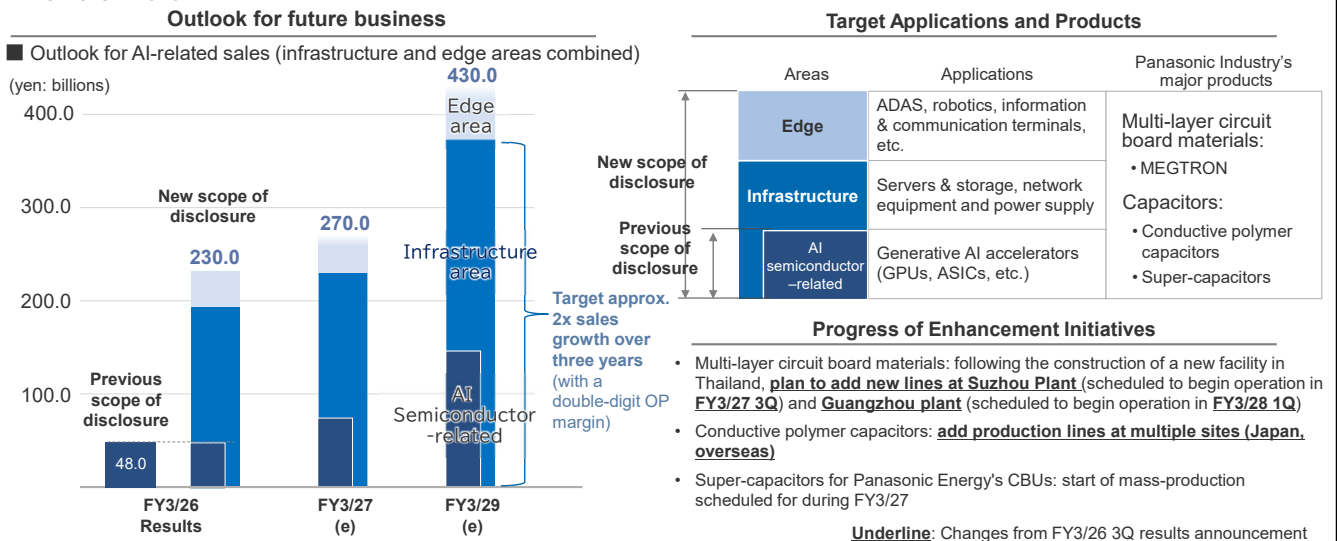 Outlook for future business
■ Outlook for AI-related sales (infrastructure and edge areas combined)
(yen: billions)
400.0
300.0
200.0
100.0
Previous
scope of
disclosure
48.0
New scope of
disclosure
230.0
270.0
430.0
Edge
area
Infrastructure
area
AI
Semiconductor
-related
Target approx.
2x sales
growth over
three years
(with a
double-digit OP
margin)
FY3/26
Results
FY3/27
(e)
FY3/29
(e)
Target Applications and Products
Areas
Applications
Panasonic Industry's
major products
New scope of
disclosure
Previous
scope of
disclosure
Edge
ADAS, robotics, information
& communication terminals,
etc.
Infrastructure
Servers & storage, network
equipment and power supply
AI
semiconductor
–related
Generative AI accelerators
(GPUs, ASICs, etc.)
Multi-layer circuit
board materials:
• MEGTRON
Capacitors:
• Conductive polymer
capacitors
• Super-capacitors
Progress of Enhancement Initiatives
• Multi-layer circuit board materials: following the construction of a new facility in
Thailand, plan to add new lines at Suzhou Plant (scheduled to begin operation in
FY3/27 3Q) and Guangzhou plant (scheduled to begin operation in FY3/28 1Q)
• Conductive polymer capacitors: add production lines at multiple sites (Japan,
overseas)
• Super-capacitors for Panasonic Energy's CBUs: start of mass-production
scheduled for during FY3/27
Underline: Changes from FY3/26 3Q results announcement